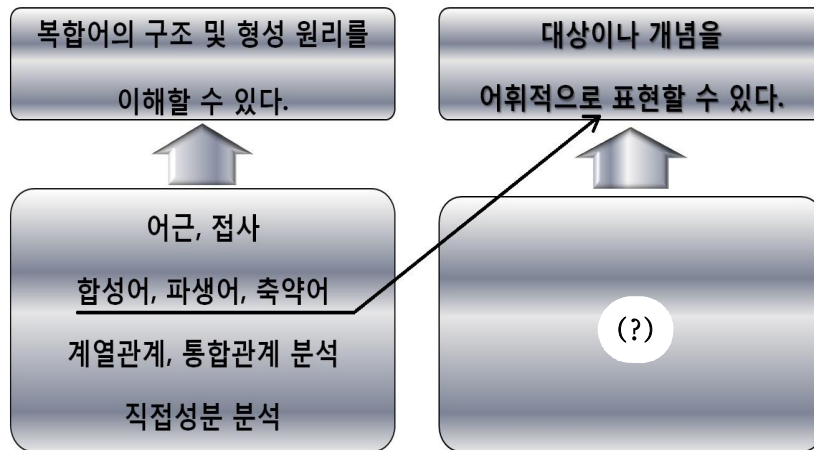 복합어의 구조 및 형성 원리를
이해할 수 있다.
대상이나 개념을
어휘적으로 표현할 수 있다.
어근, 접사
합성어, 파생어, 축약어
계열관계, 통합관계 분석
직접성분 분석
(?)